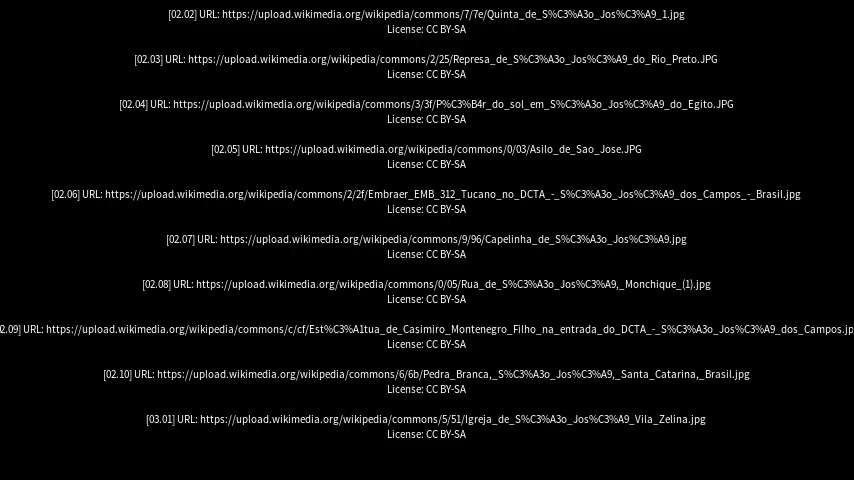 [02.02] URL: https://upload.wikimedia.org/wikipedia/commons/7/7e/Quinta_de_S%C3%A3o_Jos%C3%A9_1.jpg
License: CC BY-SA
[02.03] URL: https://upload.wikimedia.org/wikipedia/commons/2/25/Represa_de_S%C3%A3o_Jos%C3%A9_do_Rio_Preto.JPG
License: CC BY-SA
[02.04] URL: https://upload.wikimedia.org/wikipedia/commons/3/3f/P%C3%B4r_do_sol_em_S%C3%A3o_Jos%C3%A9_do_Egito.JPG
License: CC BY-SA
[02.05] URL: https://upload.wikimedia.org/wikipedia/commons/0/03/Asilo_de_Sao_Jose.JPG
License: CC BY-SA
[02.06] URL: https://upload.wikimedia.org/wikipedia/commons/2/2f/Embraer_EMB_312_Tucano_no_DCTA_-_S%C3%A3o_Jos%C3%A9_dos_Campos_-_Brasil.jpg
License: CC BY-SA
[02.07] URL: https://upload.wikimedia.org/wikipedia/commons/9/96/Capelinha_de_S%C3%A3o_Jos%C3%A9.jpg
License: CC BY-SA
[02.08] URL: https://upload.wikimedia.org/wikipedia/commons/0/05/Rua_de_S%C3%A3o_Jos%C3%A9,_Monchique_(1).jpg
License: CC BY-SA
2.09] URL: https://upload.wikimedia.org/wikipedia/commons/c/cf/Est%C3%A1tua_de_Casimiro_Montenegro_Filho_na_entrada_do_DCTA_-_S%C3%A3o_Jos%C3%A9_dos_Campos.jp
License: CC BY-SA
[02.10] URL: https://upload.wikimedia.org/wikipedia/commons/6/6b/Pedra_Branca,_S%C3%A3o_Jos%C3%A9,_Santa_Catarina,_Brasil.jpg
License: CC BY-SA
[03.01] URL: https://upload.wikimedia.org/wikipedia/commons/5/51/Igreja_de_S%C3%A3o_Jos%C3%A9_Vila_Zelina.jpg
License: CC BY-SA